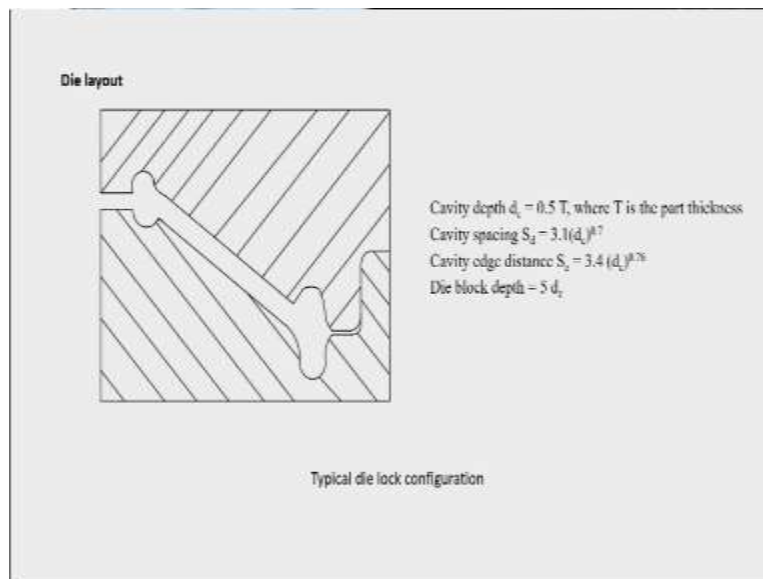 Die layout
Cavity depth d_c = 0.5 T, where T is the part thickness
Cavity spacing S_d = 3.1(d_c)^0.7
Cavity edge distance S_c = 3.4 (d_c)^0.76
Die block depth = 5 d_c
Typical die lock configuration